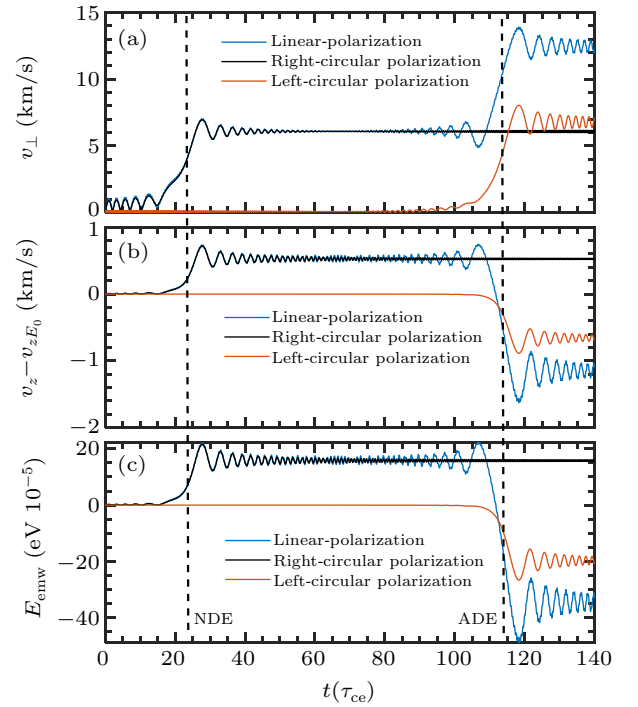 15
10
5
0
v⊥ (km/s)
(a)
Linear-polarization
Right-circular polarization
Left-circular polarization
1
0
−1
−2
v_z−v_zE₀ (km/s)
(b)
Linear-polarization
Right-circular polarization
Left-circular polarization
20
0
−20
−40
E_emw (eV 10⁻⁵)
(c)
Linear-polarization
Right-circular polarization
Left-circular polarization
NDE
ADE
0 20 40 60 80 100 120 140
t(τ_ce)